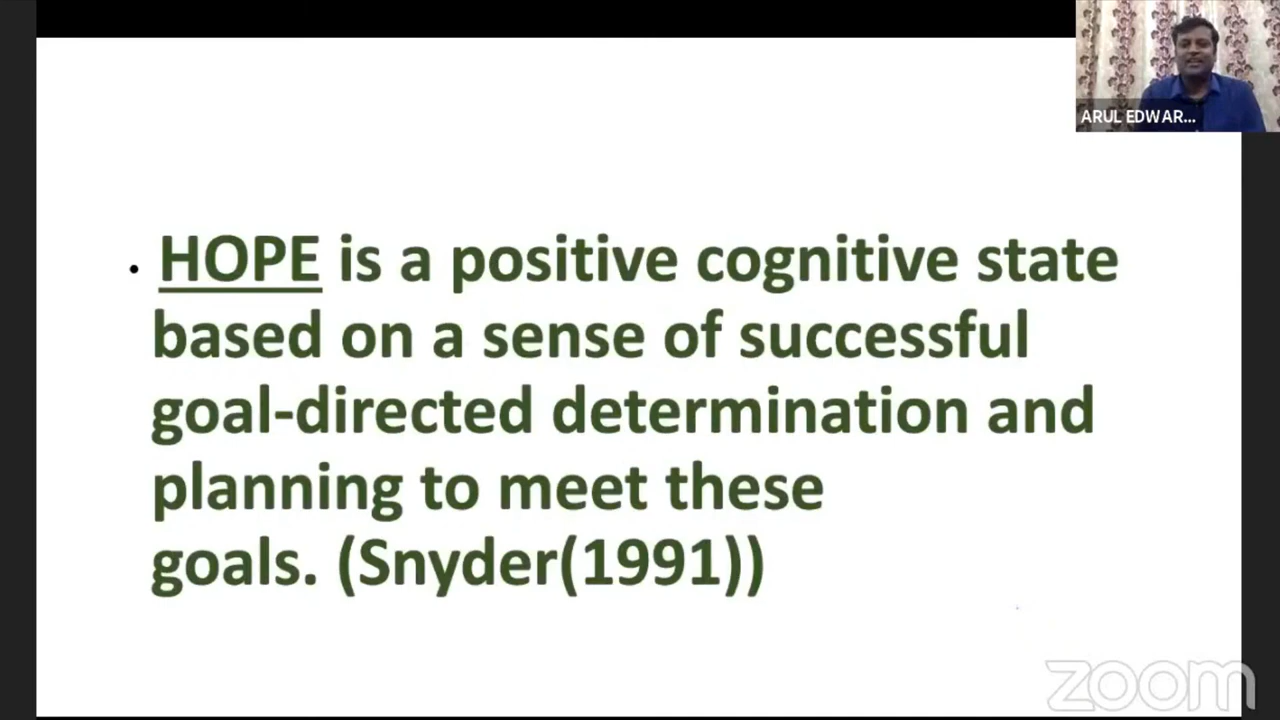 ARUL EDWAR...
. HOPE is a positive cognitive state
based on a sense of successful
goal-directed determination and
planning to meet these
goals. (Snyder(1991))
zoom